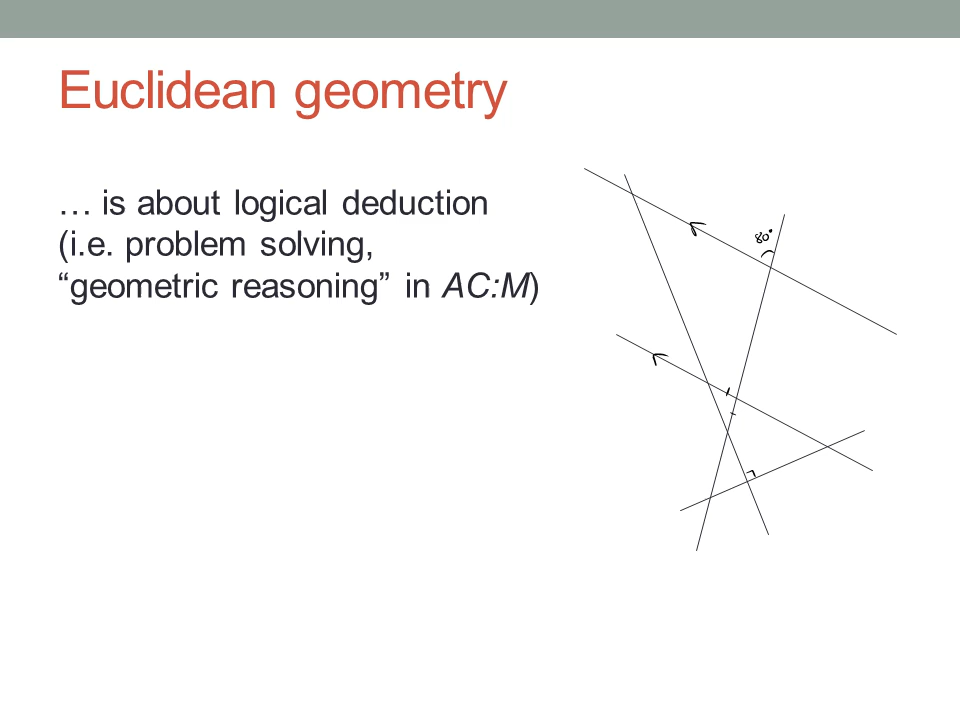 Euclidean geometry
… is about logical deduction
(i.e. problem solving,
“geometric reasoning” in AC:M)
80°